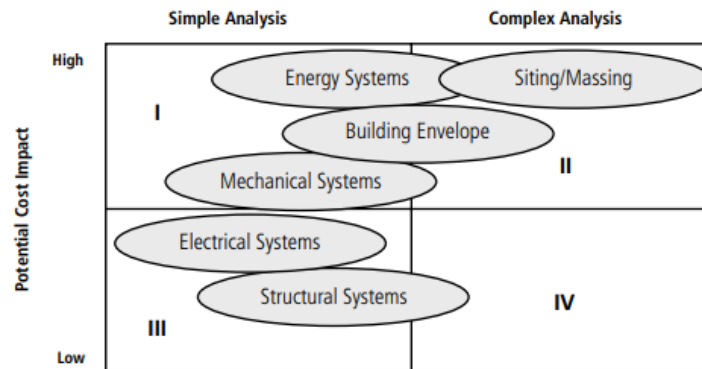 Simple Analysis
Complex Analysis
High
Energy Systems
Siting/Massing
I
Building Envelope
II
Mechanical Systems
Potential Cost Impact
Electrical Systems
Structural Systems
III
IV
Low